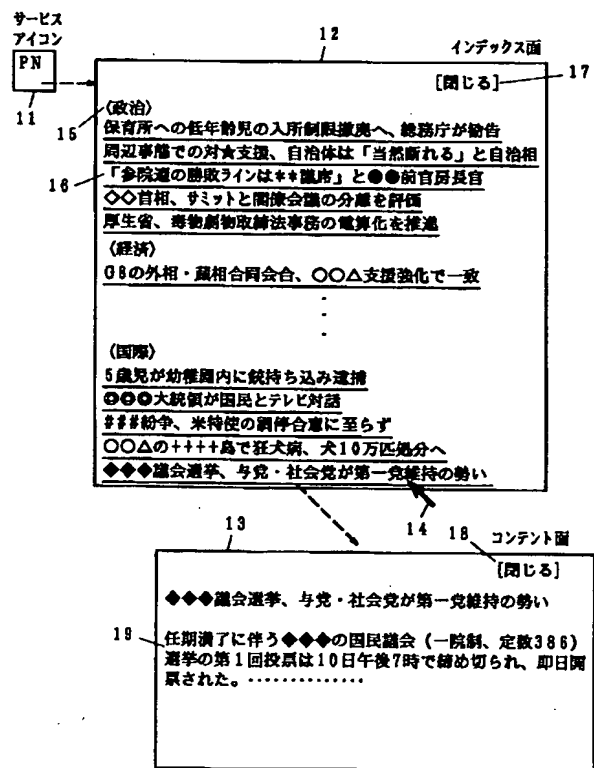 サービス
アイコン
PN
11
12
インデックス面
[閉じる]
17
15
〈政治〉
保育所への低年齢児の入所制限撤廃へ、総務庁が勧告
周辺事態での対★支援、自治体は「当然断れる」と自治相
16
「参院選の勝敗ラインは**議席」と●●前官房長官
◇◇首相、サミットと関僚会議の分離を評価
厚生省、毒物劇物取締法事務の電算化を推進
〈経済〉
G8の外相・蔵相合同会合、○○△支援強化で一致
〈国際〉
5歳児が幼稚園内に銃持ち込み逮捕
◎◎◎大統領が国民とテレビ対話
###紛争、米特使の調停合意に至らず
○○△の++++島で狂犬病、犬10万匹処分へ
◆◆◆議会選挙、与党・社会党が第一党維持の勢い
14
13
18
コンテント面
[閉じる]
◆◆◆議会選挙、与党・社会党が第一党維持の勢い
19
任期満了に伴う◆◆◆の国民議会(一院制、定数386)
選挙の第1回投票は10日午後7時で締め切られ、即日開
票された。‥‥‥‥‥‥‥